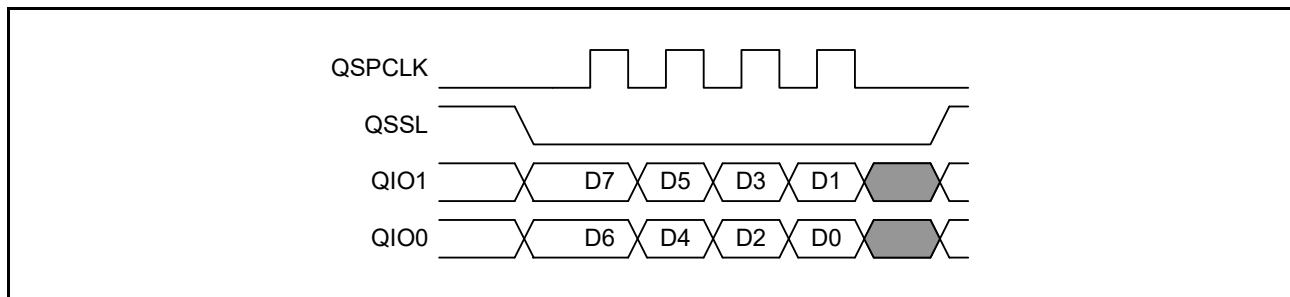 QSPCLK
QSSL
QIO1 D7 D5 D3 D1
QIO0 D6 D4 D2 D0